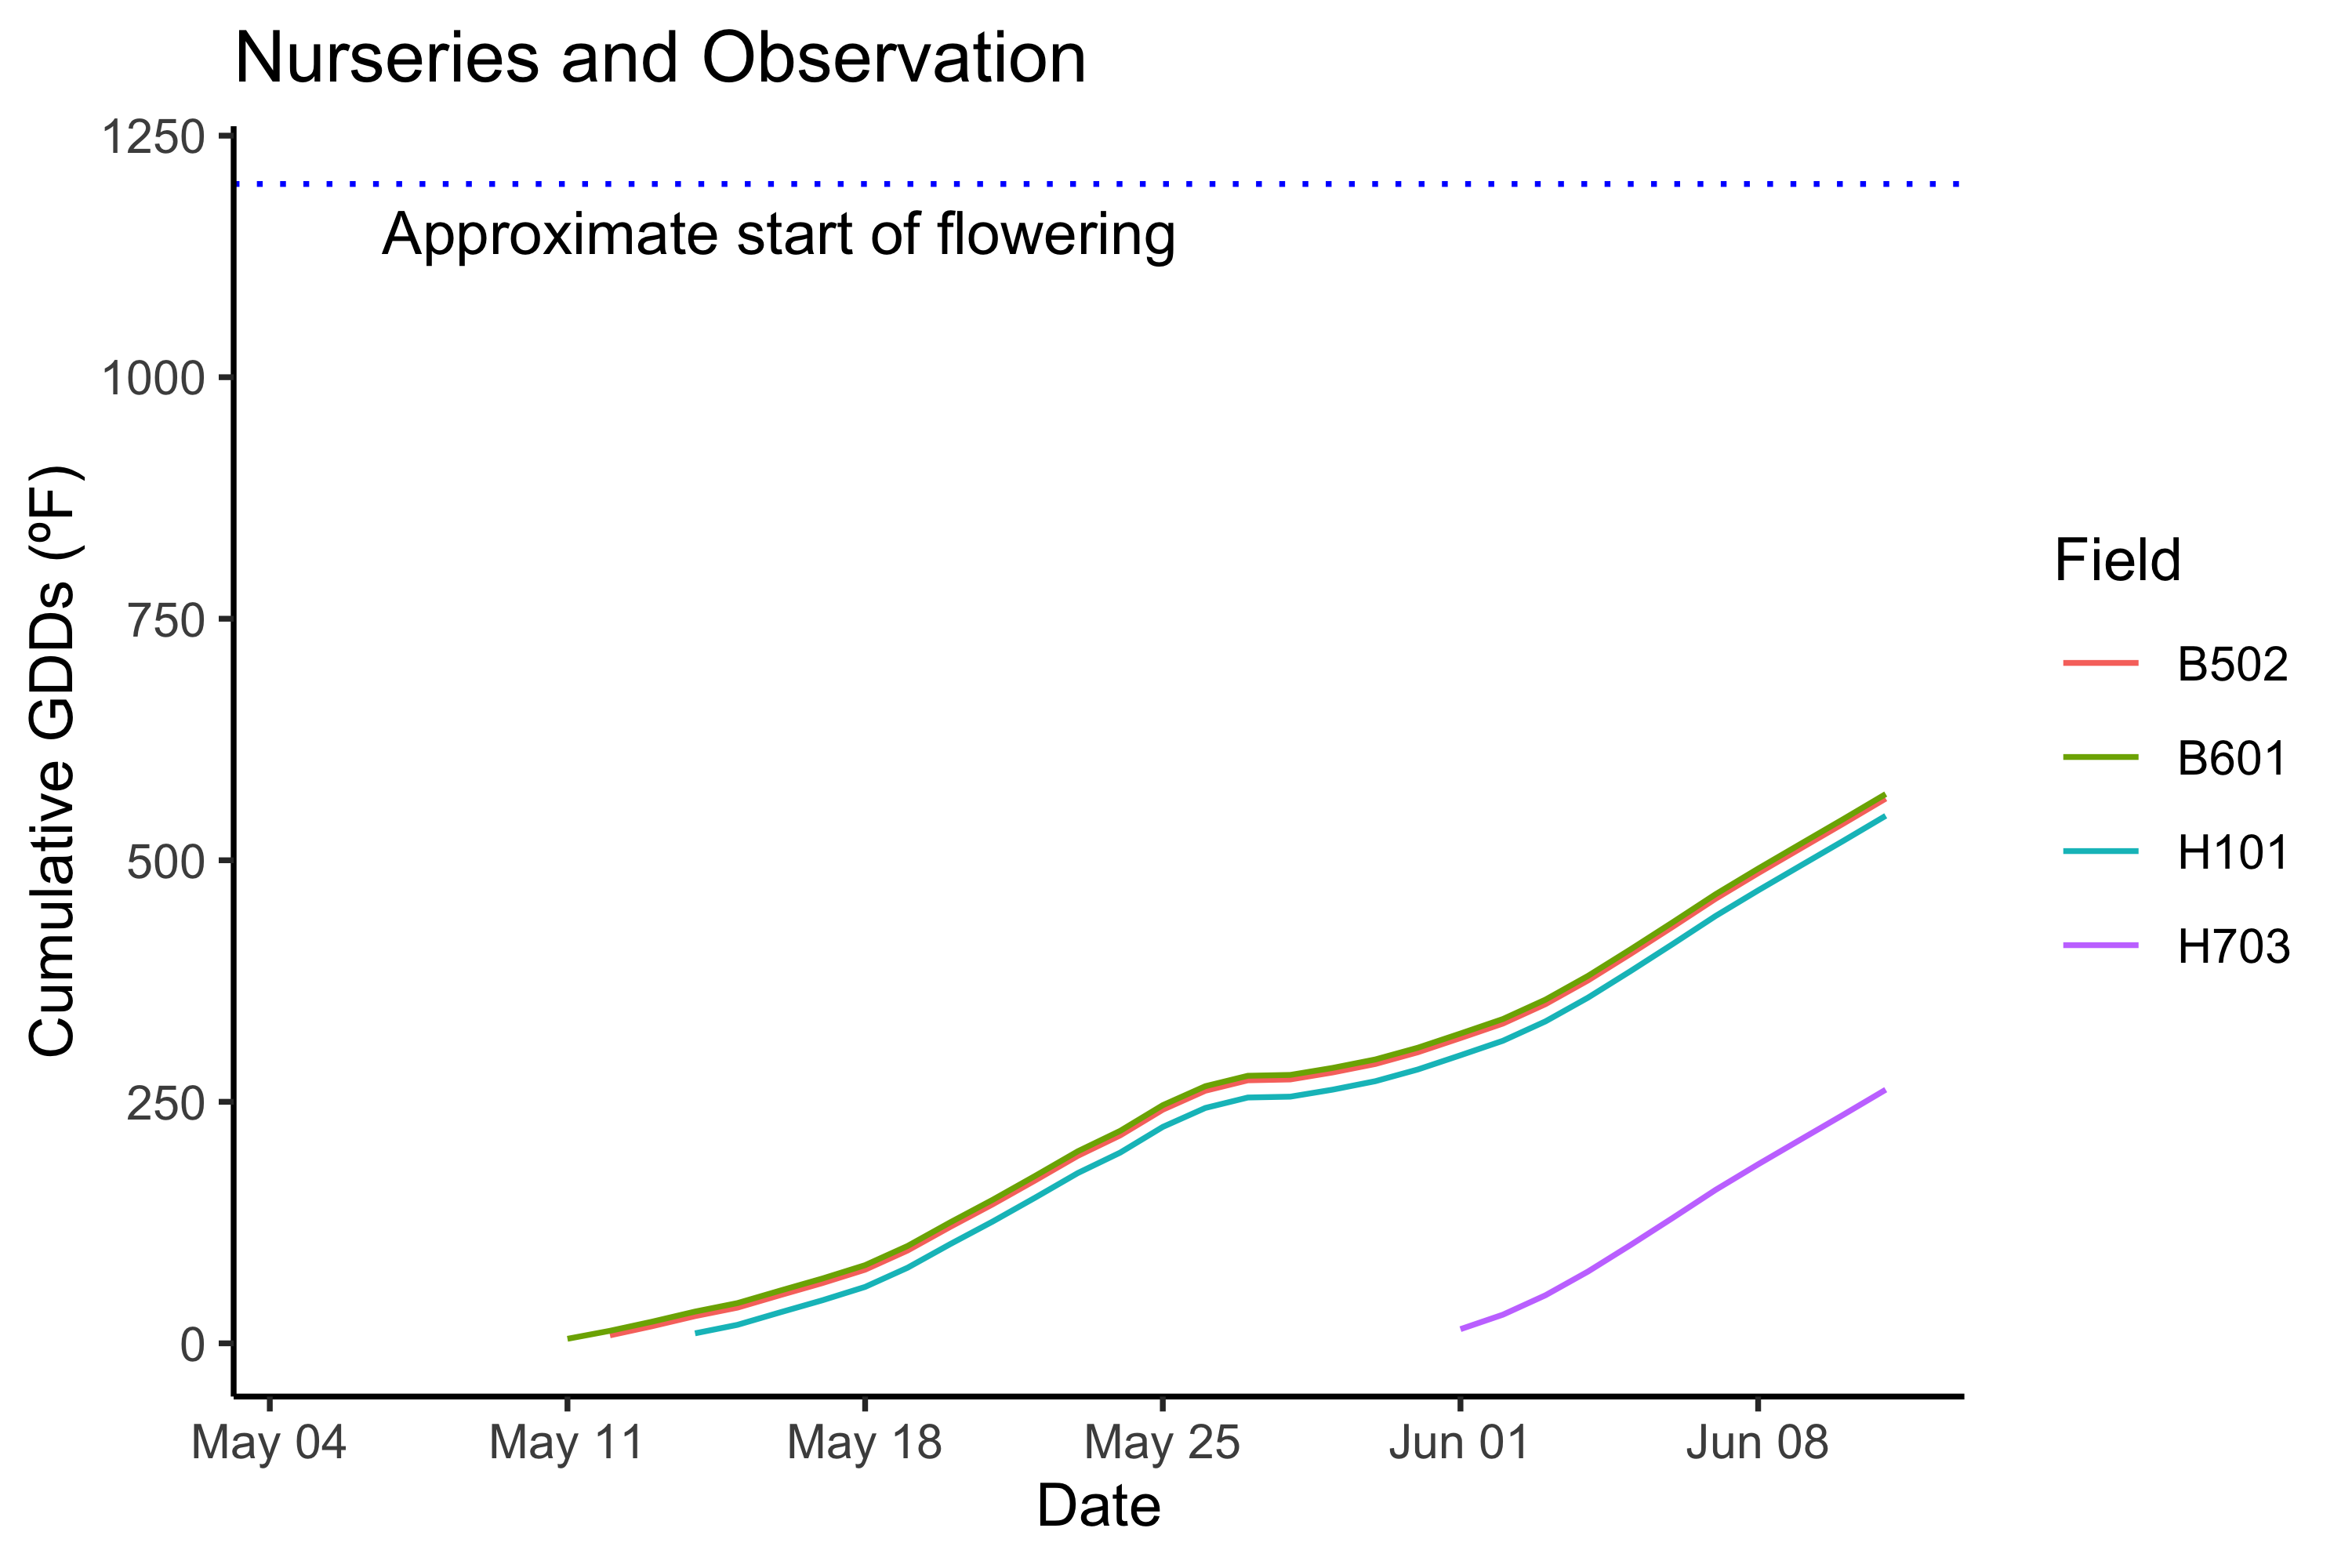 Nurseries and Observation
1250
Approximate start of flowering
1000
750
500
250
0
Cumulative GDDs (ºF)
May 04
May 11
May 18
May 25
Jun 01
Jun 08
Date
Field
B502
B601
H101
H703